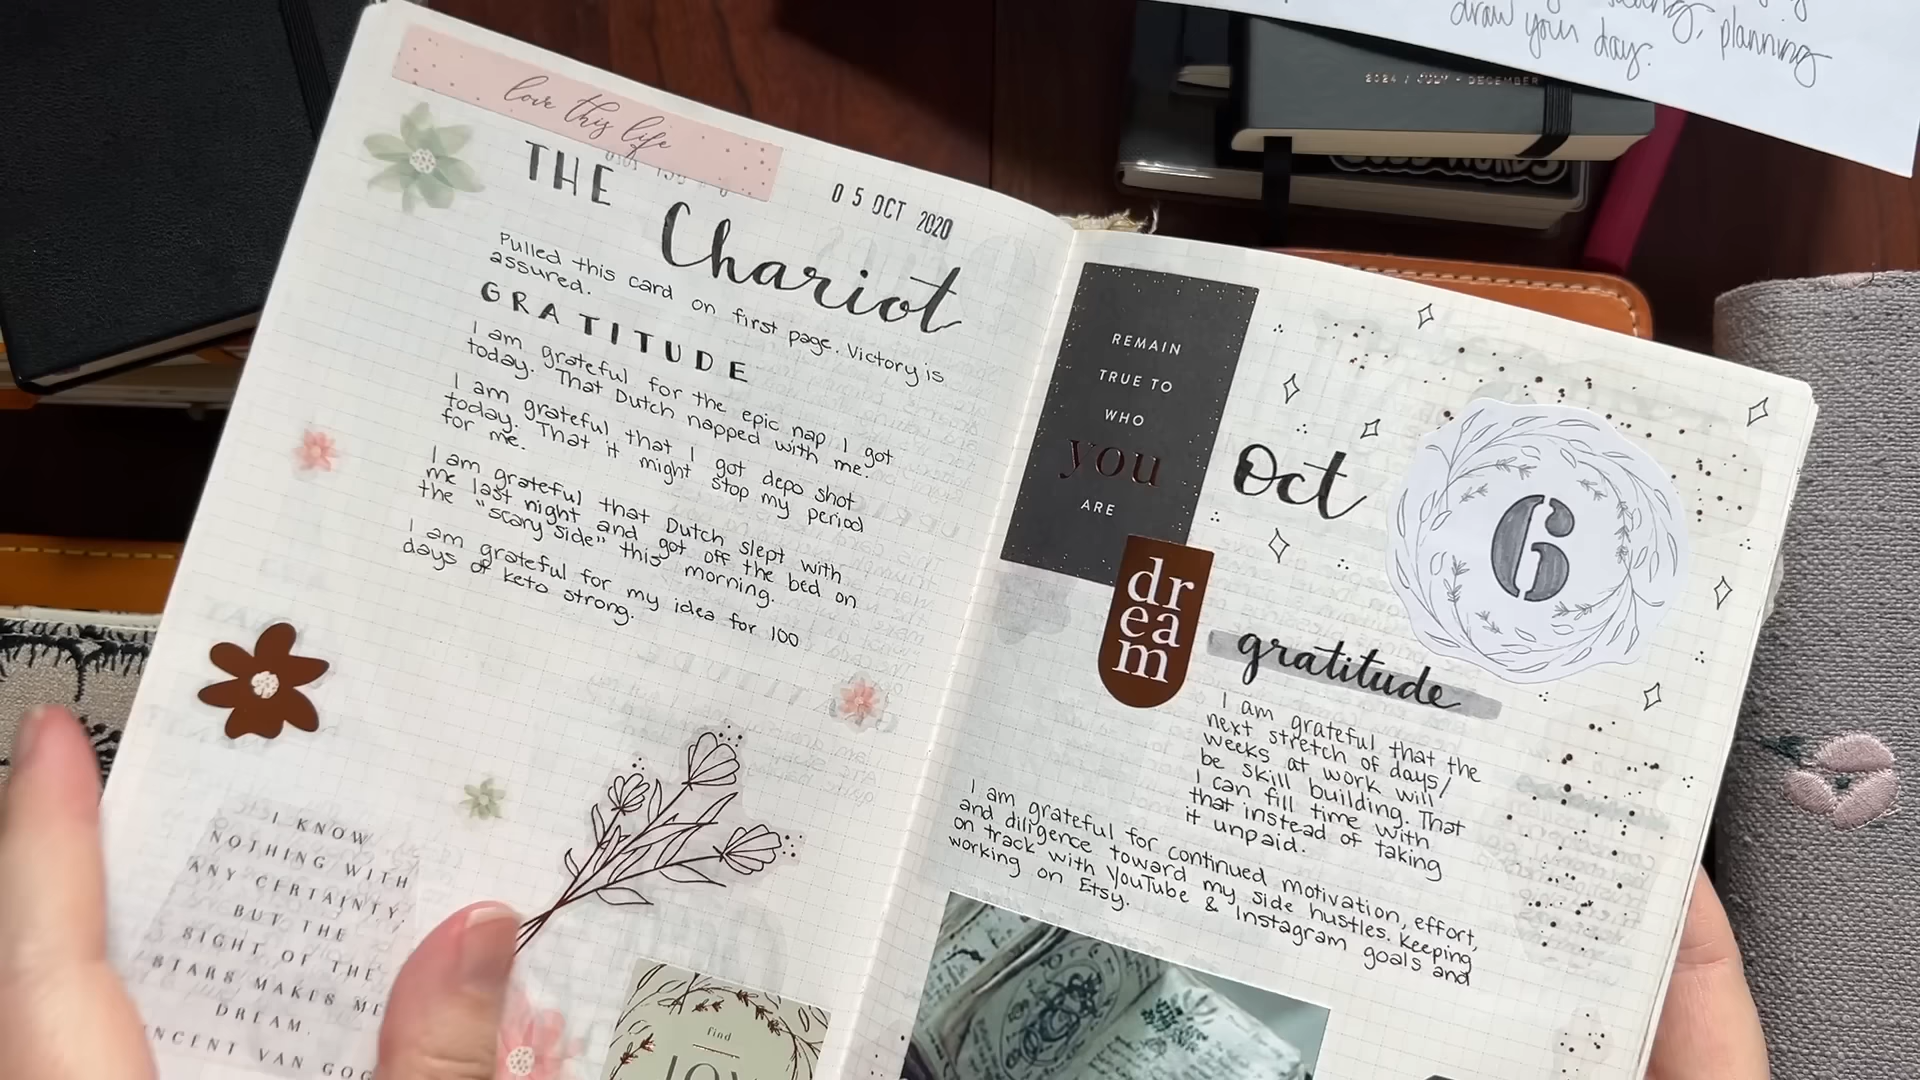 draw your day.
planning
2024 / JULY - DECEMBER
love this life
THE
05 OCT 2020
Chariot
Pulled this card on first page. Victory is
assured.
GRATITUDE
I am grateful for the epic nap I got
today. That Dutch napped with me.
I am grateful that I got depo shot
today. That it might stop my period
for me.
I am grateful that Dutch slept with
me last night and got off the bed on
the "scary side" this morning.
I am grateful for my idea for 100
days of keto strong.
I KNOW
NOTHING WITH
ANY CERTAINTY,
BUT THE
SIGHT OF THE
STARS MAKES ME
DREAM.
find
JOY
REMAIN
TRUE TO
WHO
you
ARE
dr
ea
m
Oct
6
gratitude
I am grateful that the
next stretch of days/
weeks at work will
be skill building. That
I can fill time with
that instead of taking
it unpaid.
I am grateful for continued motivation, effort,
and diligence toward my side hustles. Keeping
on track with YouTube & Instagram goals and
working on Etsy.